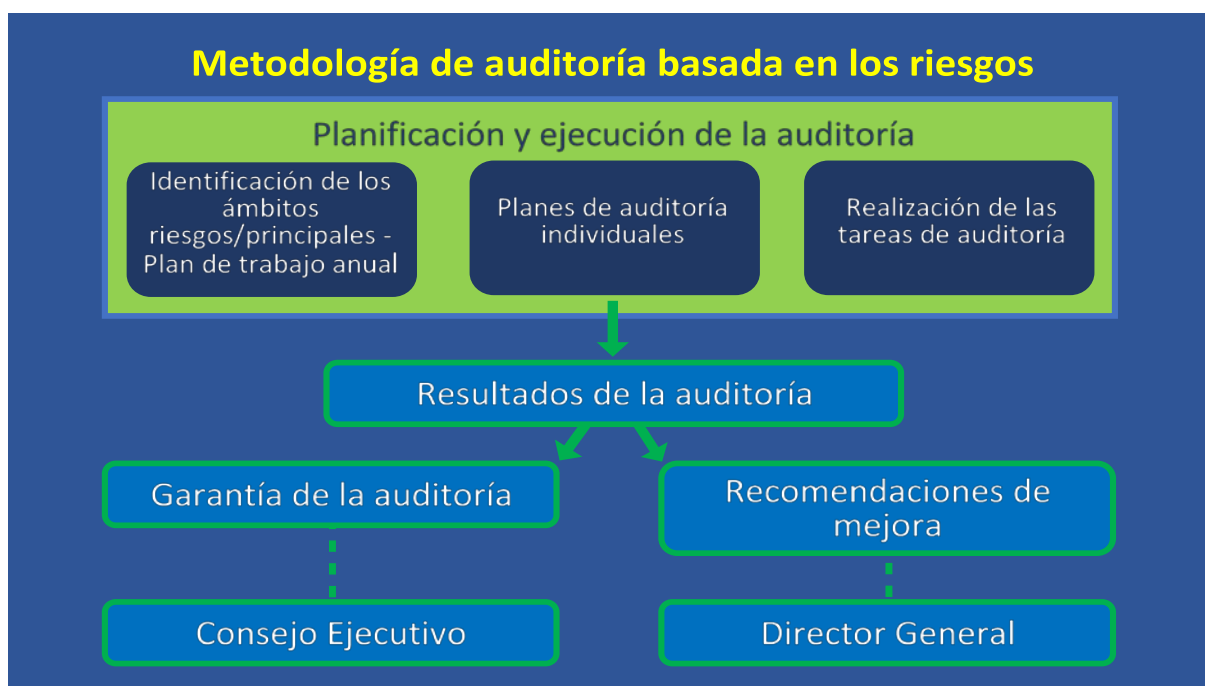 Metodología de auditoría basada en los riesgos
Planificación y ejecución de la auditoría
Identificación de los
ámbitos
riesgos/principales -
Plan de trabajo anual
Planes de auditoría
individuales
Realización de las
tareas de auditoría
Resultados de la auditoría
Garantía de la auditoría
Recomendaciones de
mejora
Consejo Ejecutivo
Director General